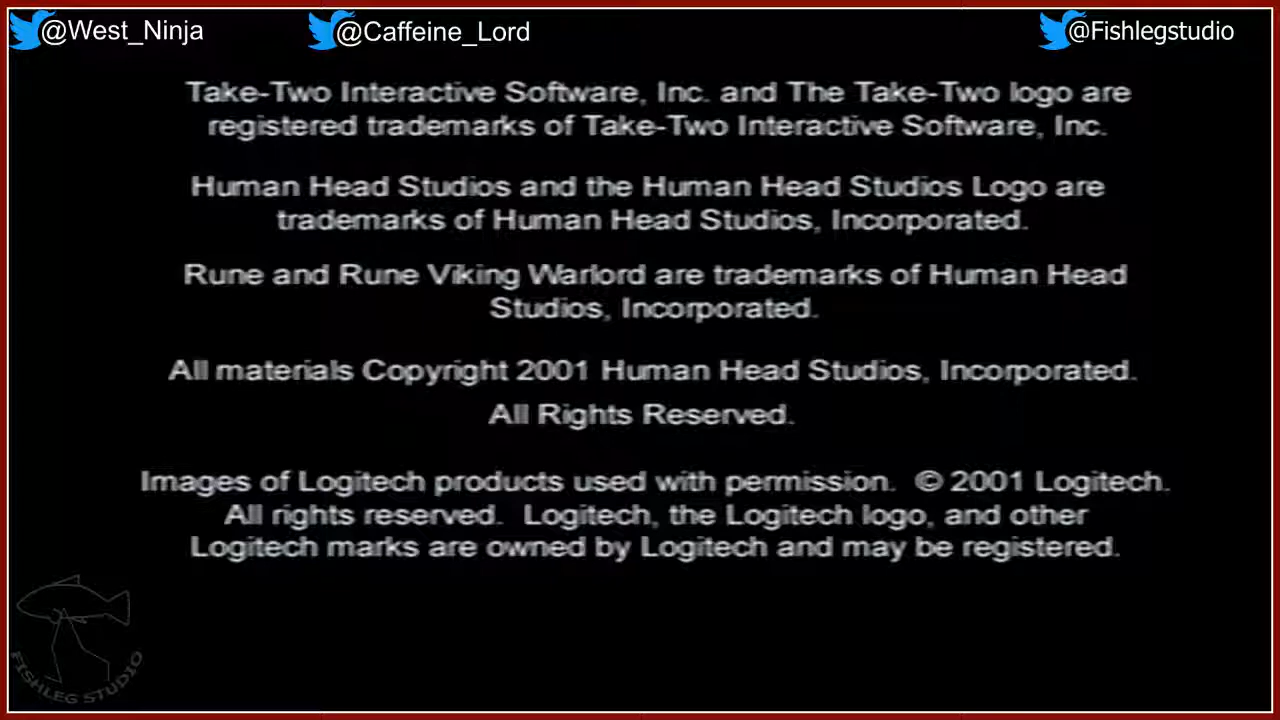 @West_Ninja @Caffeine_Lord @Fishlegstudio
Take-Two Interactive Software, Inc. and The Take-Two logo are
registered trademarks of Take-Two Interactive Software, Inc.
Human Head Studios and the Human Head Studios Logo are
trademarks of Human Head Studios, Incorporated.
Rune and Rune Viking Warlord are trademarks of Human Head
Studios, Incorporated.
All materials Copyright 2001 Human Head Studios, Incorporated.
All Rights Reserved.
Images of Logitech products used with permission.  © 2001 Logitech.
All rights reserved.  Logitech, the Logitech logo, and other
Logitech marks are owned by Logitech and may be registered.
FISHLEG STUDIO